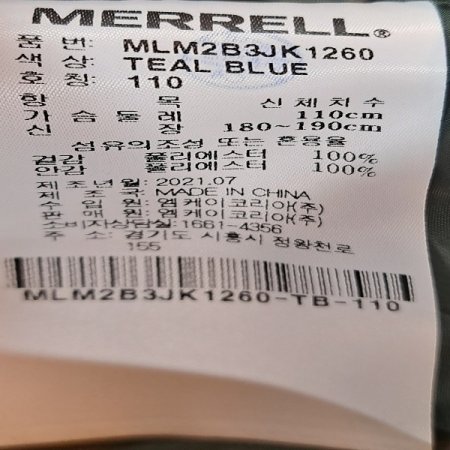 MERRELL®
품 번: MLM2B3JK1260
색 상: TEAL BLUE
호 칭: 110
항 목 신 체 치 수
가 슴 둘 레 110cm
신 장 180~190cm
섬유의 조성 또는 혼용율
겉감 폴리에스터 100%
안감 폴리에스터 100%
제 조 년 월: 2021.07
제 조 국: MADE IN CHINA
수 입 원: 엠케이코리아(주)
판 매 원: 엠케이코리아(주)
소비자상담실:1661-4356
주 소: 경기도 시흥시 정왕천로
155
MLM2B3JK1260-TB-110